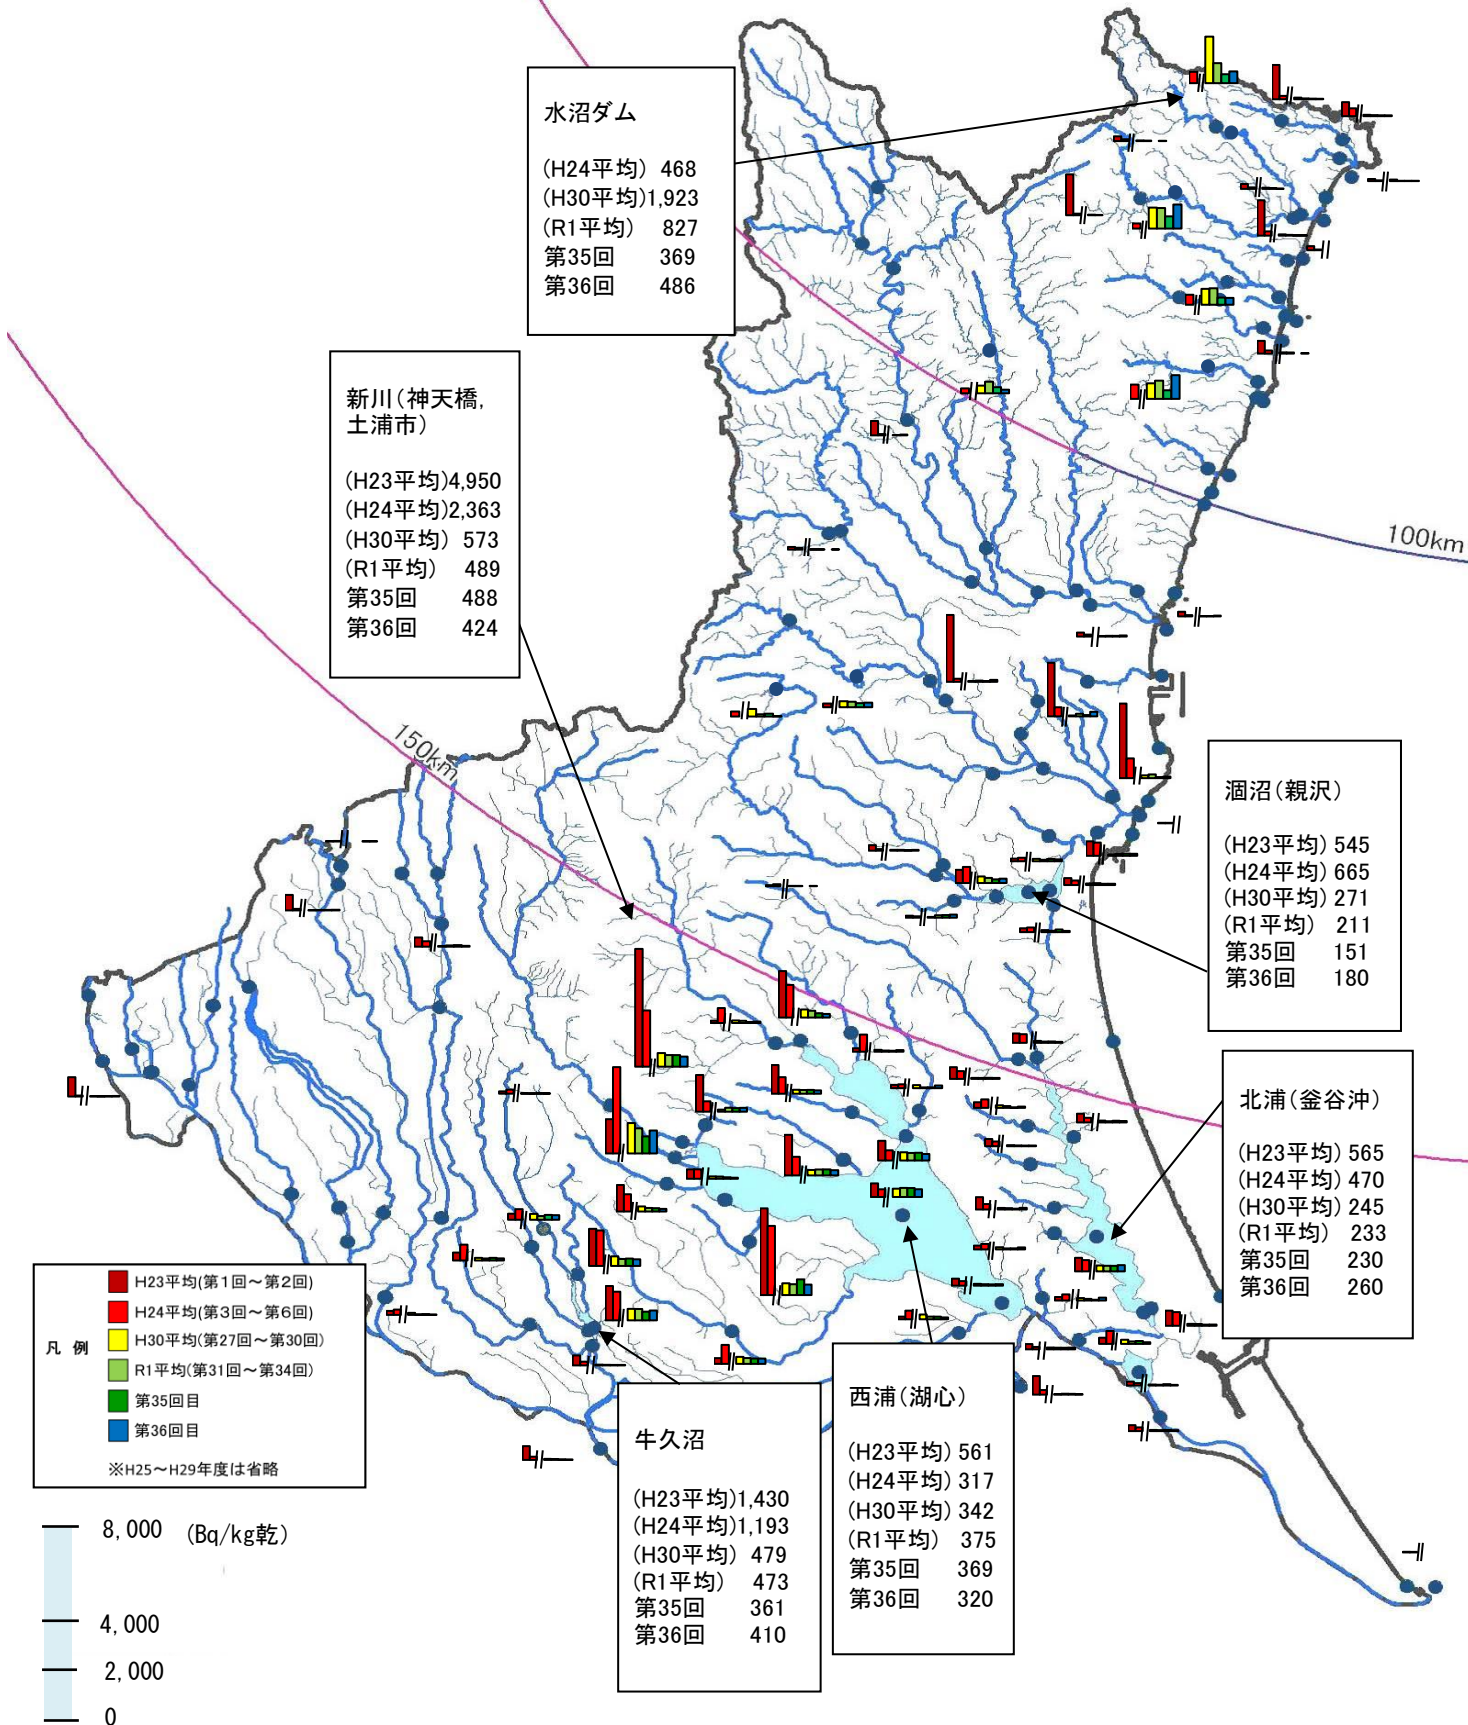 水沼ダム
(H24平均) 468
(H30平均)1,923
(R1平均) 827
第35回 369
第36回 486
新川(神天橋,
土浦市)
(H23平均)4,950
(H24平均)2,363
(H30平均) 573
(R1平均) 489
第35回 488
第36回 424
100km
150km
涸沼(親沢)
(H23平均) 545
(H24平均) 665
(H30平均) 271
(R1平均) 211
第35回 151
第36回 180
北浦(釜谷沖)
(H23平均) 565
(H24平均) 470
(H30平均) 245
(R1平均) 233
第35回 230
第36回 260
凡 例
H23平均(第1回～第2回)
H24平均(第3回～第6回)
H30平均(第27回～第30回)
R1平均(第31回～第34回)
第35回目
第36回目
※H25～H29年度は省略
西浦(湖心)
(H23平均) 561
(H24平均) 317
(H30平均) 342
(R1平均) 375
第35回 369
第36回 320
牛久沼
(H23平均)1,430
(H24平均)1,193
(H30平均) 479
(R1平均) 473
第35回 361
第36回 410
8,000 (Bq/kg乾)
4,000
2,000
0